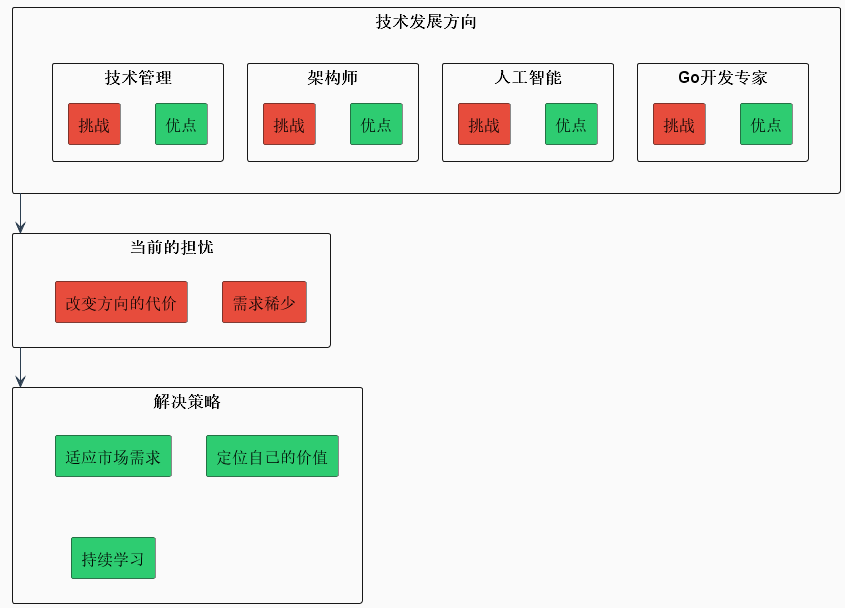 技术发展方向
技术管理
挑战
优点
架构师
挑战
优点
人工智能
挑战
优点
Go开发专家
挑战
优点
当前的担忧
改变方向的代价
需求稀少
解决策略
适应市场需求
定位自己的价值
持续学习